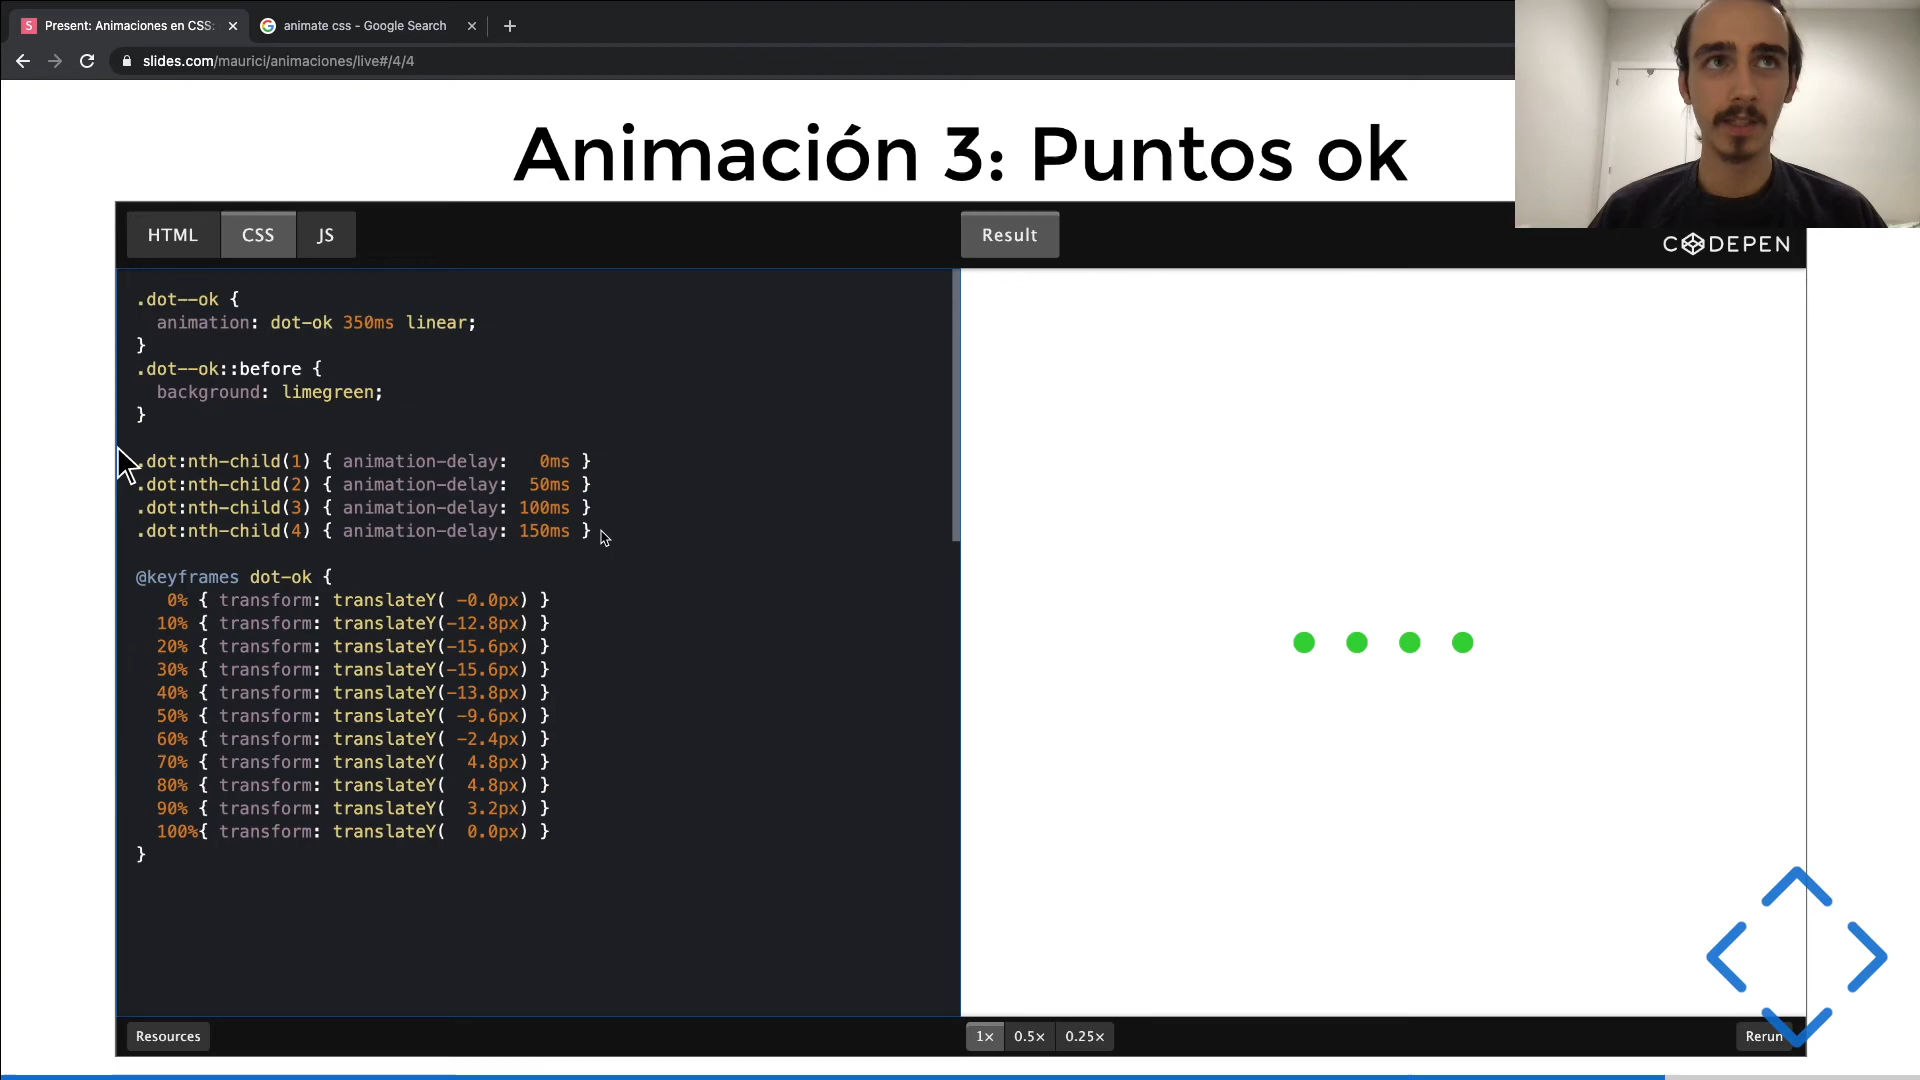 Present: Animaciones en CSS:
animate css - Google Search
slides.com/maurici/animaciones/live#/4/4
Animación 3: Puntos ok
HTML CSS JS
Result
CODEPEN
.dot--ok {
animation: dot-ok 350ms linear;
}
.dot--ok::before {
background: limegreen;
}
.dot:nth-child(1) { animation-delay: 0ms }
.dot:nth-child(2) { animation-delay: 50ms }
.dot:nth-child(3) { animation-delay: 100ms }
.dot:nth-child(4) { animation-delay: 150ms }
@keyframes dot-ok {
0% { transform: translateY( -0.0px) }
10% { transform: translateY(-12.8px) }
20% { transform: translateY(-15.6px) }
30% { transform: translateY(-15.6px) }
40% { transform: translateY(-13.8px) }
50% { transform: translateY( -9.6px) }
60% { transform: translateY( -2.4px) }
70% { transform: translateY( 4.8px) }
80% { transform: translateY( 4.8px) }
90% { transform: translateY( 3.2px) }
100%{ transform: translateY( 0.0px) }
}
Resources
1× 0.5× 0.25×
Rerun